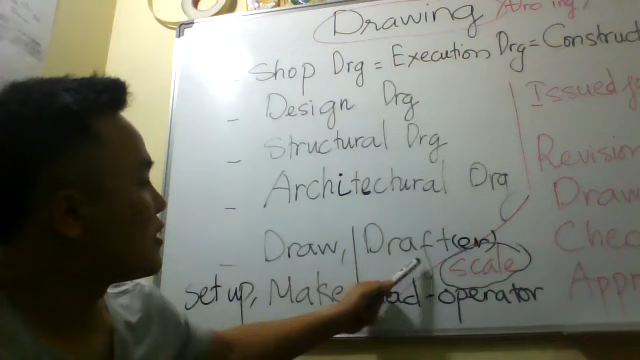 Drawing
- Shop Drg = Execution Drg = Construct
- Design Drg
- Structural Drg
- Architectural Drg
- Draw, | Draft(er)
scale
set up, Make ad-operator
Issued
Revision
Draw
Chec
Appr